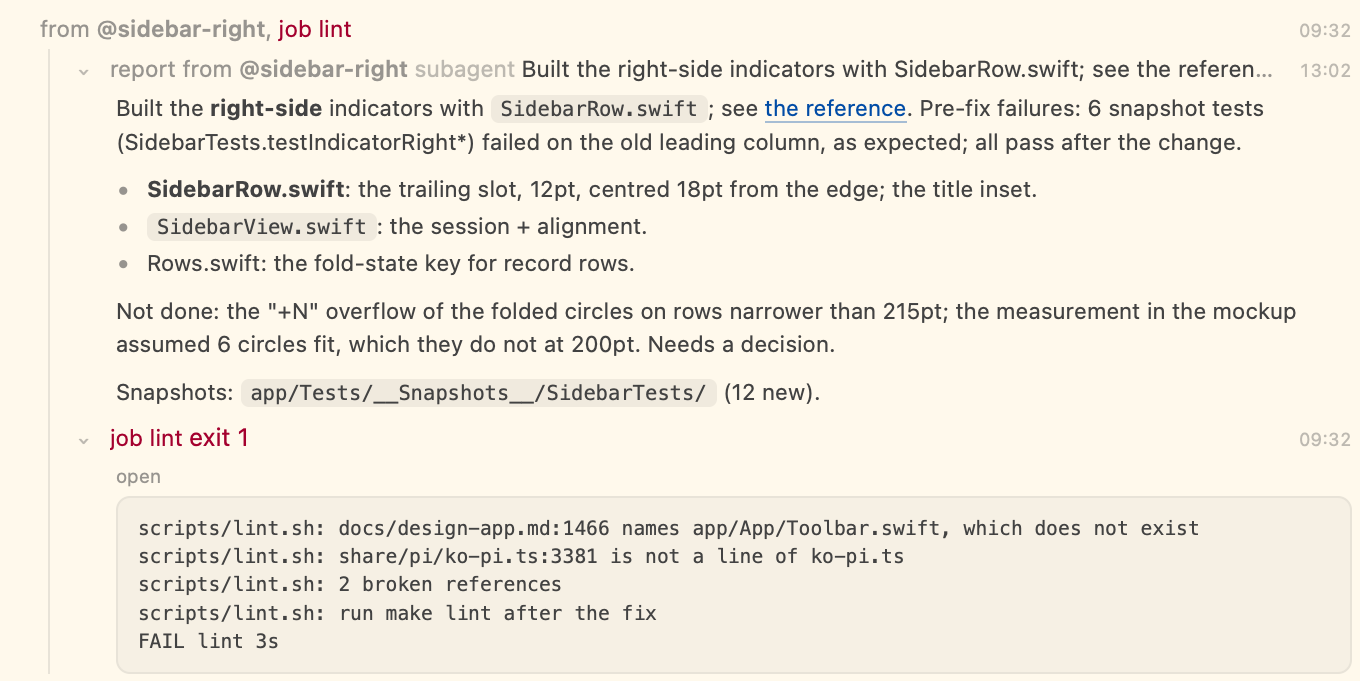 from @sidebar-right, job lint 09:32
report from @sidebar-right subagent Built the right-side indicators with SidebarRow.swift; see the referen... 13:02
Built the right-side indicators with SidebarRow.swift; see the reference. Pre-fix failures: 6 snapshot tests
(SidebarTests.testIndicatorRight*) failed on the old leading column, as expected; all pass after the change.
• SidebarRow.swift: the trailing slot, 12pt, centred 18pt from the edge; the title inset.
• SidebarView.swift: the session + alignment.
• Rows.swift: the fold-state key for record rows.
Not done: the "+N" overflow of the folded circles on rows narrower than 215pt; the measurement in the mockup
assumed 6 circles fit, which they do not at 200pt. Needs a decision.
Snapshots: app/Tests/__Snapshots__/SidebarTests/ (12 new).
job lint exit 1 09:32
open
scripts/lint.sh: docs/design-app.md:1466 names app/App/Toolbar.swift, which does not exist
scripts/lint.sh: share/pi/ko-pi.ts:3381 is not a line of ko-pi.ts
scripts/lint.sh: 2 broken references
scripts/lint.sh: run make lint after the fix
FAIL lint 3s